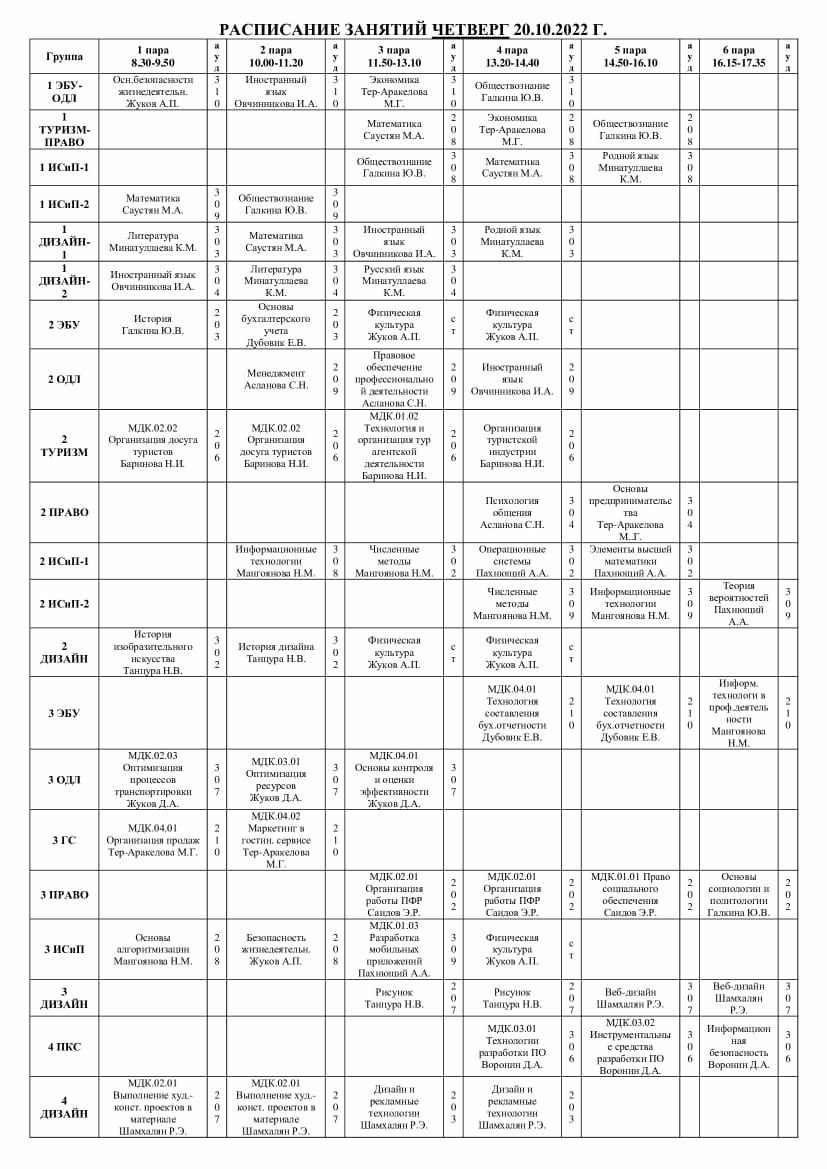 РАСПИСАНИЕ ЗАНЯТИЙ ЧЕТВЕРГ 20.10.2022 Г.
Группа | 1 пара 8.30-9.50 | ауд | 2 пара 10.00-11.20 | ауд | 3 пара 11.50-13.10 | ауд | 4 пара 13.20-14.40 | ауд | 5 пара 14.50-16.10 | ауд | 6 пара 16.15-17.35 | ауд
1 ЭБУ-ОДЛ | Осн.безопасности жизнедеятельн. Жуков А.П. | 310 | Иностранный язык Овчинникова И.А. | 310 | Экономика Тер-Аракелова М.Г. | 310 | Обществознание Галкина Ю.В. | 310 | | | |
1 ТУРИЗМ-ПРАВО | | | | | Математика Саустян М.А. | 208 | Экономика Тер-Аракелова М.Г. | 208 | Обществознание Галкина Ю.В. | 208 | |
1 ИСиП-1 | | | | | Обществознание Галкина Ю.В. | 308 | Математика Саустян М.А. | 308 | Родной язык Минатуллаева К.М. | 308 | |
1 ИСиП-2 | Математика Саустян М.А. | 309 | Обществознание Галкина Ю.В. | 309 | | | | | | | |
1 ДИЗАЙН-1 | Литература Минатуллаева К.М. | 303 | Математика Саустян М.А. | 303 | Иностранный язык Овчинникова И.А. | 303 | Родной язык Минатуллаева К.М. | 303 | | | |
1 ДИЗАЙН-2 | Иностранный язык Овчинникова И.А. | 304 | Литература Минатуллаева К.М. | 304 | Русский язык Минатуллаева К.М. | 304 | | | | | |
2 ЭБУ | История Галкина Ю.В. | 203 | Основы бухгалтерского учета Дубовик Е.В. | 203 | Физическая культура Жуков А.П. | ст | Физическая культура Жуков А.П. | ст | | | |
2 ОДЛ | | | Менеджмент Асланова С.Н. | 209 | Правовое обеспечение профессионально й деятельности Асланова С.Н. | 209 | Иностранный язык Овчинникова И.А. | 209 | | | |
2 ТУРИЗМ | МДК.02.02 Организация досуга туристов Баринова Н.И. | 206 | МДК.02.02 Организация досуга туристов Баринова Н.И. | 206 | МДК.01.02 Технология и организация тур агентской деятельности Баринова Н.И. | 206 | Организация туристской индустрии Баринова Н.И. | 206 | | | |
2 ПРАВО | | | | | | | Психология общения Асланова С.Н. | 304 | Основы предпринимательс тва Тер-Аракелова М..Г. | 304 | |
2 ИСиП-1 | | | Информационные технологии Мангоянова Н.М. | 308 | Численные методы Мангоянова Н.М. | 302 | Операционные системы Пахнющий А.А. | 302 | Элементы высшей математики Пахнющий А.А. | 302 | |
2 ИСиП-2 | | | | | | | Численные методы Мангоянова Н.М. | 309 | Информационные технологии Мангоянова Н.М. | 309 | Теория вероятностей Пахнющий А.А. | 309
2 ДИЗАЙН | История изобразительного искусства Танцура Н.В. | 302 | История дизайна Танцура Н.В. | 302 | Физическая культура Жуков А.П. | ст | Физическая культура Жуков А.П. | ст | | | |
3 ЭБУ | | | | | | | МДК.04.01 Технология составления бух.отчетности Дубовик Е.В. | 210 | МДК.04.01 Технология составления бух.отчетности Дубовик Е.В. | 210 | Информ. технологи в проф.деятель ности Мангоянова Н.М. | 210
3 ОДЛ | МДК.02.03 Оптимизация процессов транспортировки Жуков Д.А. | 307 | МДК.03.01 Оптимизация ресурсов Жуков Д.А. | 307 | МДК.04.01 Основы контроля и оценки эффективности Жуков Д.А. | 307 | | | | | |
3 ГС | МДК.04.01 Организация продаж Тер-Аракелова М.Г. | 210 | МДК.04.02 Маркетинг в гостин. сервисе Тер-Аракелова М.Г. | 210 | | | | | | | |
3 ПРАВО | | | | | МДК.02.01 Организация работы ПФР Саидов Э.Р. | 202 | МДК.02.01 Организация работы ПФР Саидов Э.Р. | 202 | МДК.01.01 Право социального обеспечения Саидов Э.Р. | 202 | Основы социологии и политологии Галкина Ю.В. | 202
3 ИСиП | Основы алгоритмизации Мангоянова Н.М. | 208 | Безопасность жизнедеятельн. Жуков А.П. | 208 | МДК.01.03 Разработка мобильных приложений Пахнющий А.А. | 309 | Физическая культура Жуков А.П. | ст | | | |
3 ДИЗАЙН | | | | | Рисунок Танцура Н.В. | 207 | Рисунок Танцура Н.В. | 207 | Веб-дизайн Шамхалян Р.Э. | 307 | Веб-дизайн Шамхалян Р.Э. | 307
4 ПКС | | | | | | | МДК.03.01 Технологии разработки ПО Воронин Д.А. | 306 | МДК.03.02 Инструментальны е средства разработки ПО Воронин Д.А. | 306 | Информацион ная безопасность Воронин Д.А. | 306
4 ДИЗАЙН | МДК.02.01 Выполнение худ.-конст. проектов в материале Шамхалян Р.Э. | 207 | МДК.02.01 Выполнение худ.-конст. проектов в материале Шамхалян Р.Э. | 207 | Дизайн и рекламные технологии Шамхалян Р.Э. | 203 | Дизайн и рекламные технологии Шамхалян Р.Э. | 203 | | | |